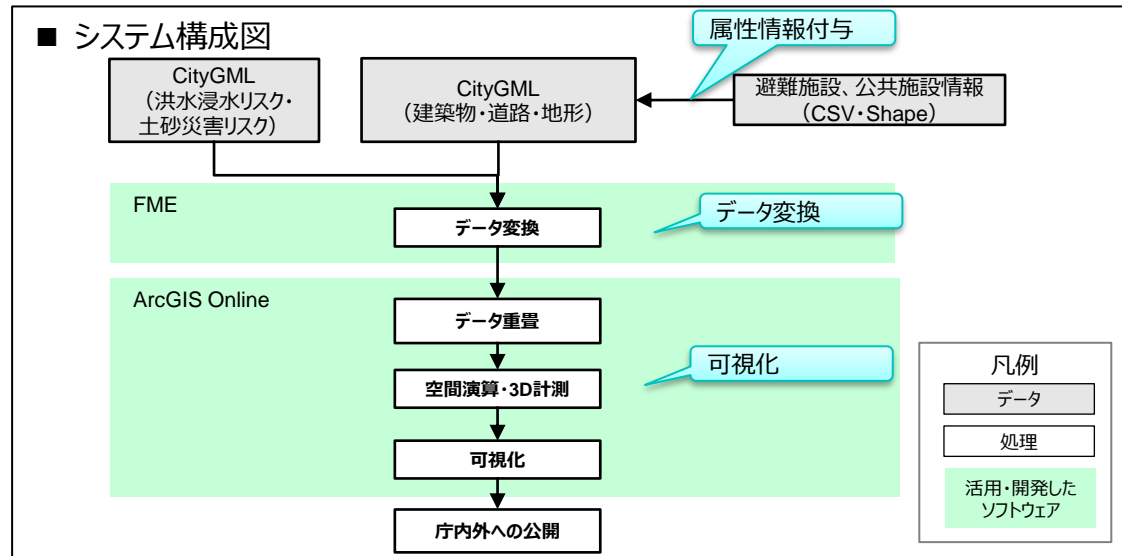 ■ システム構成図
属性情報付与
CityGML
（洪水浸水リスク・
土砂災害リスク）
CityGML
（建築物・道路・地形）
避難施設、公共施設情報
（CSV・Shape）
FME
データ変換
データ変換
ArcGIS Online
データ重畳
空間演算・3D計測
可視化
可視化
庁内外への公開
凡例
データ
処理
活用・開発した
ソフトウェア